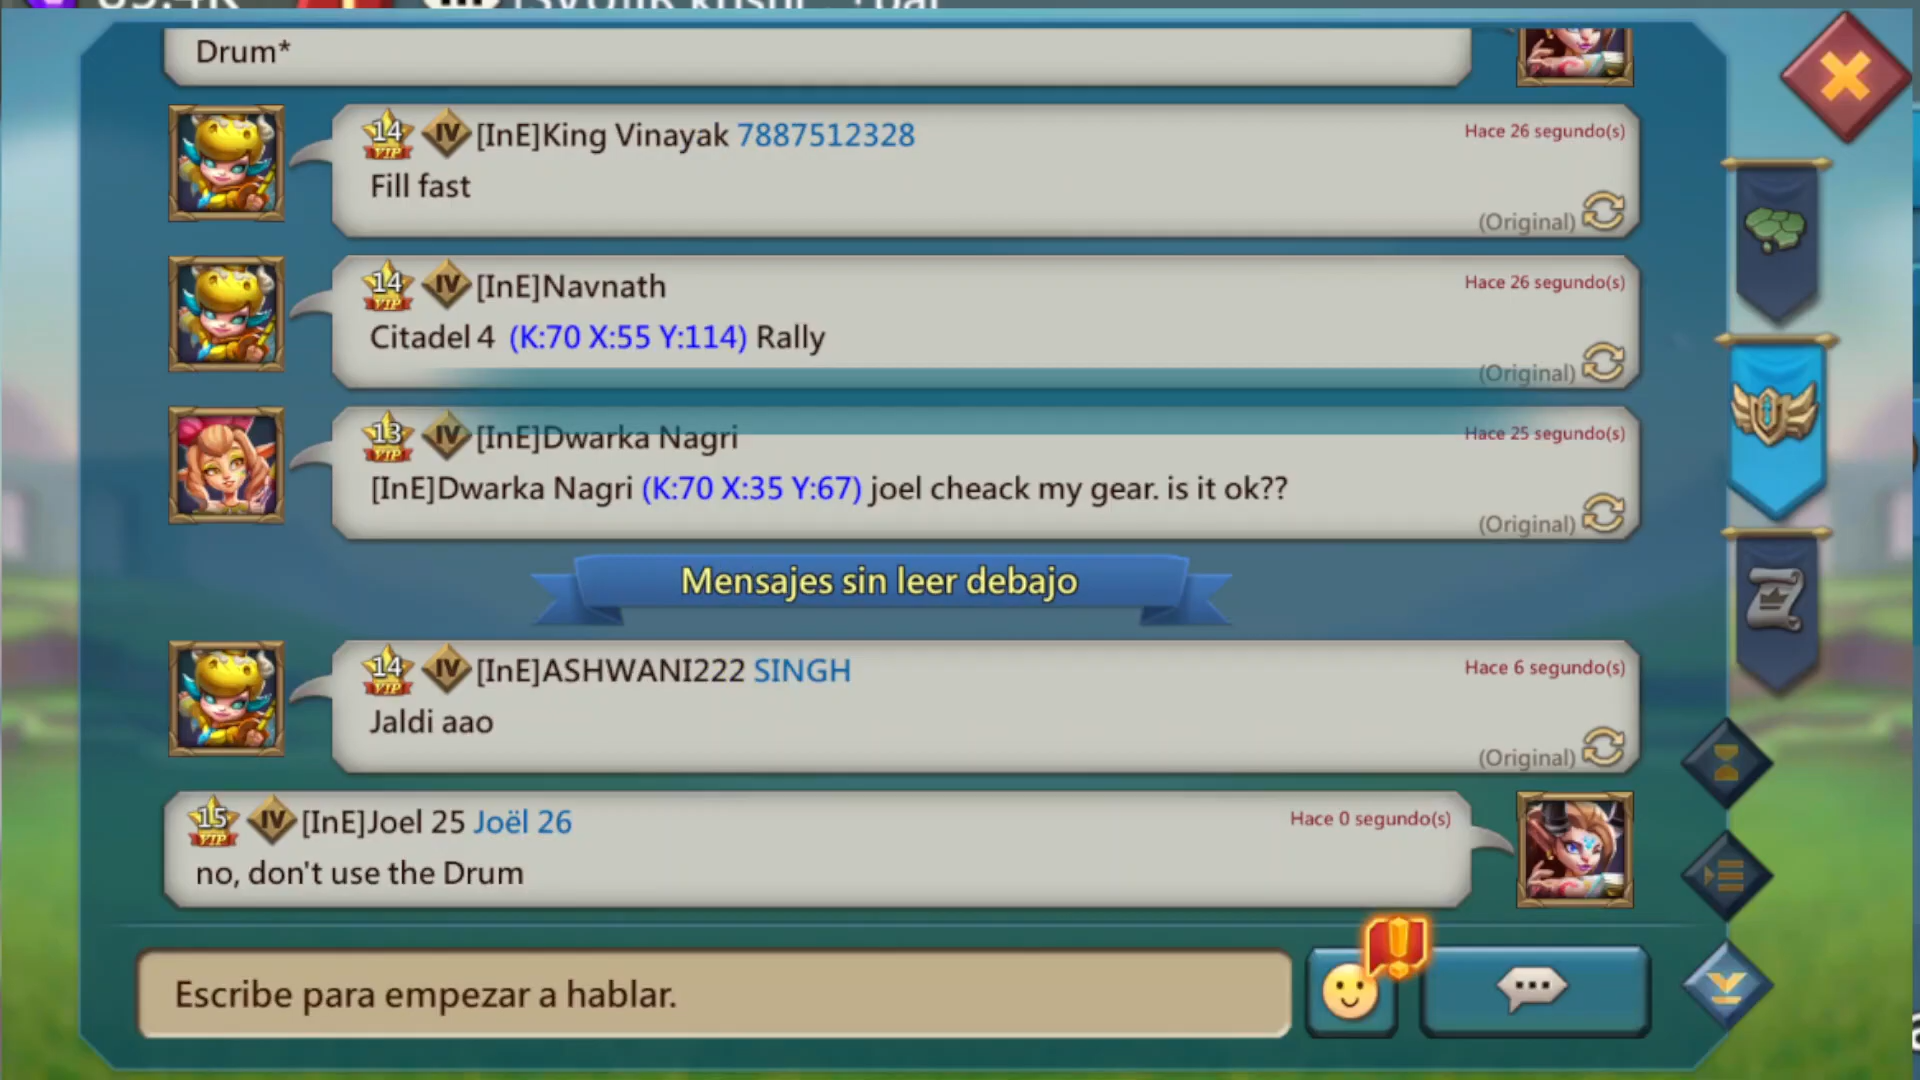 Drum*
14 VIP IV [InE]King Vinayak 7887512328 Hace 26 segundo(s)
Fill fast
(Original)
14 VIP IV [InE]Navnath Hace 26 segundo(s)
Citadel 4 (K:70 X:55 Y:114) Rally
(Original)
13 VIP IV [InE]Dwarka Nagri Hace 25 segundo(s)
[InE]Dwarka Nagri (K:70 X:35 Y:67) joel cheack my gear. is it ok??
(Original)
Mensajes sin leer debajo
14 VIP IV [InE]ASHWANI222 SINGH Hace 6 segundo(s)
Jaldi aao
(Original)
15 VIP IV [InE]Joel 25 Joël 26 Hace 0 segundo(s)
no, don't use the Drum
Escribe para empezar a hablar.